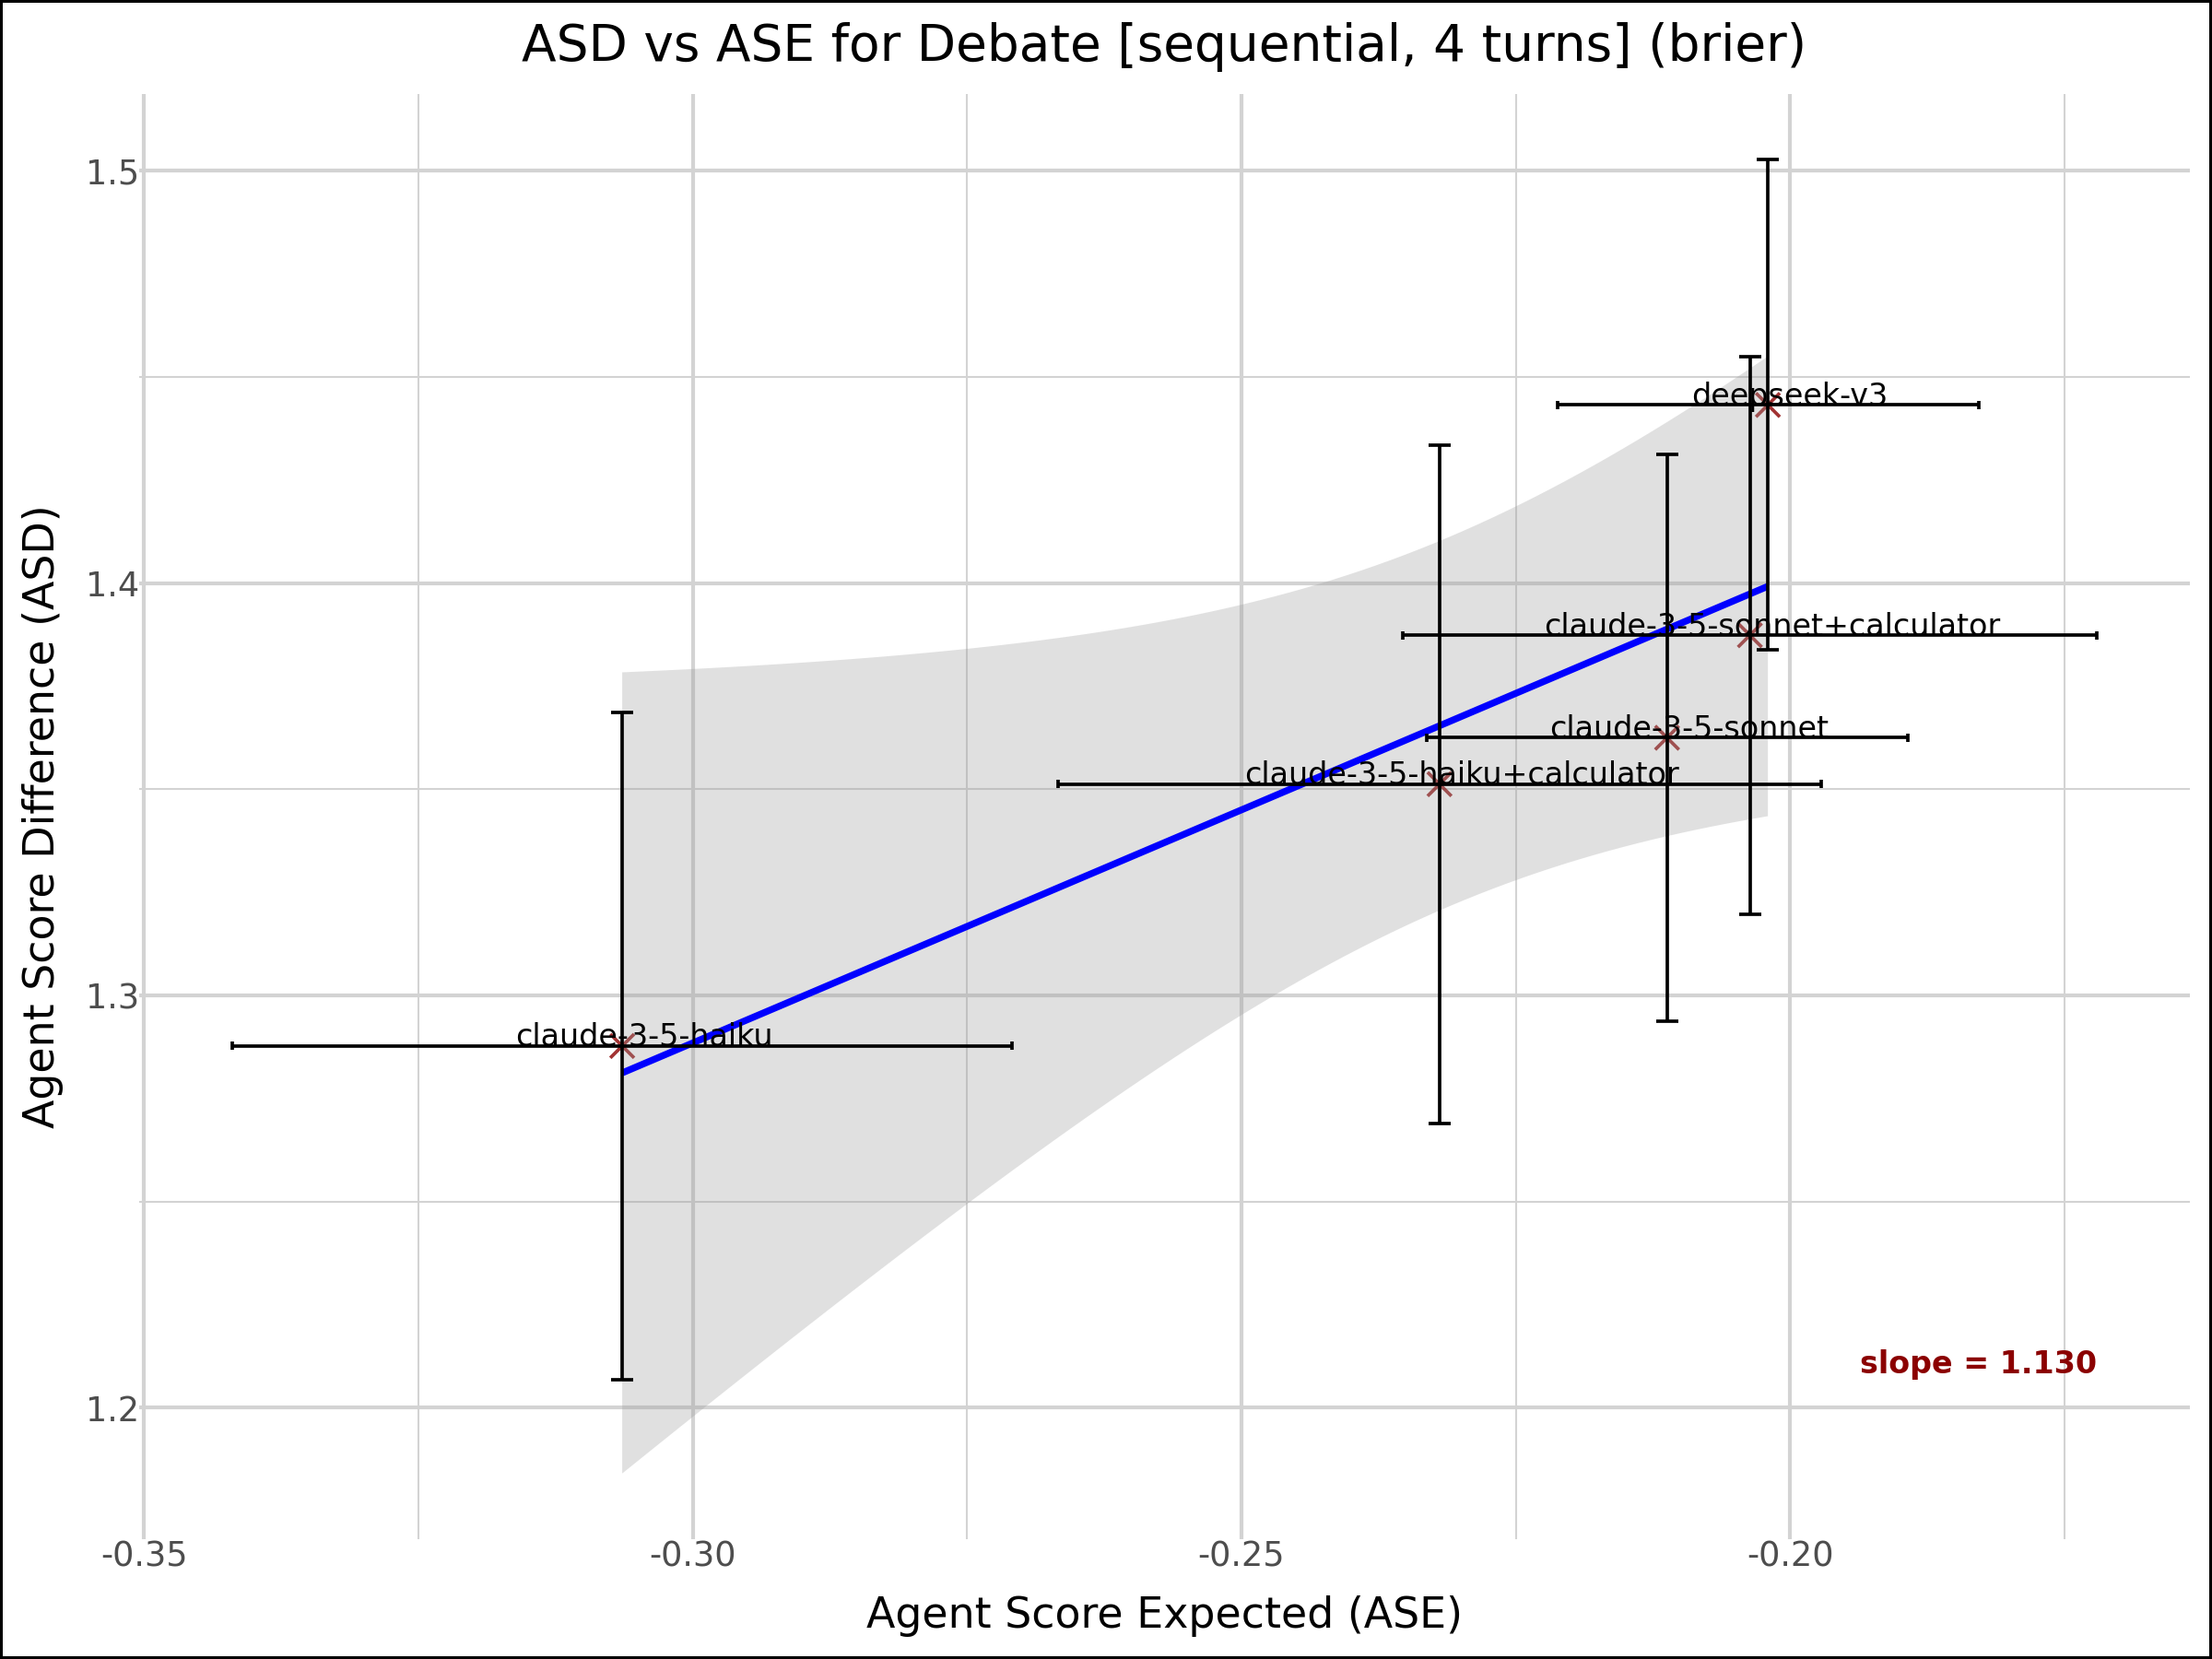 ASD vs ASE for Debate [sequential, 4 turns] (brier)
Agent Score Difference (ASD)
1.5
1.4
1.3
1.2
deepseek-v3
claude-3-5-sonnet+calculator
claude-3-5-sonnet
claude-3-5-haiku+calculator
claude-3-5-haiku
slope = 1.130
-0.35
-0.30
-0.25
-0.20
Agent Score Expected (ASE)